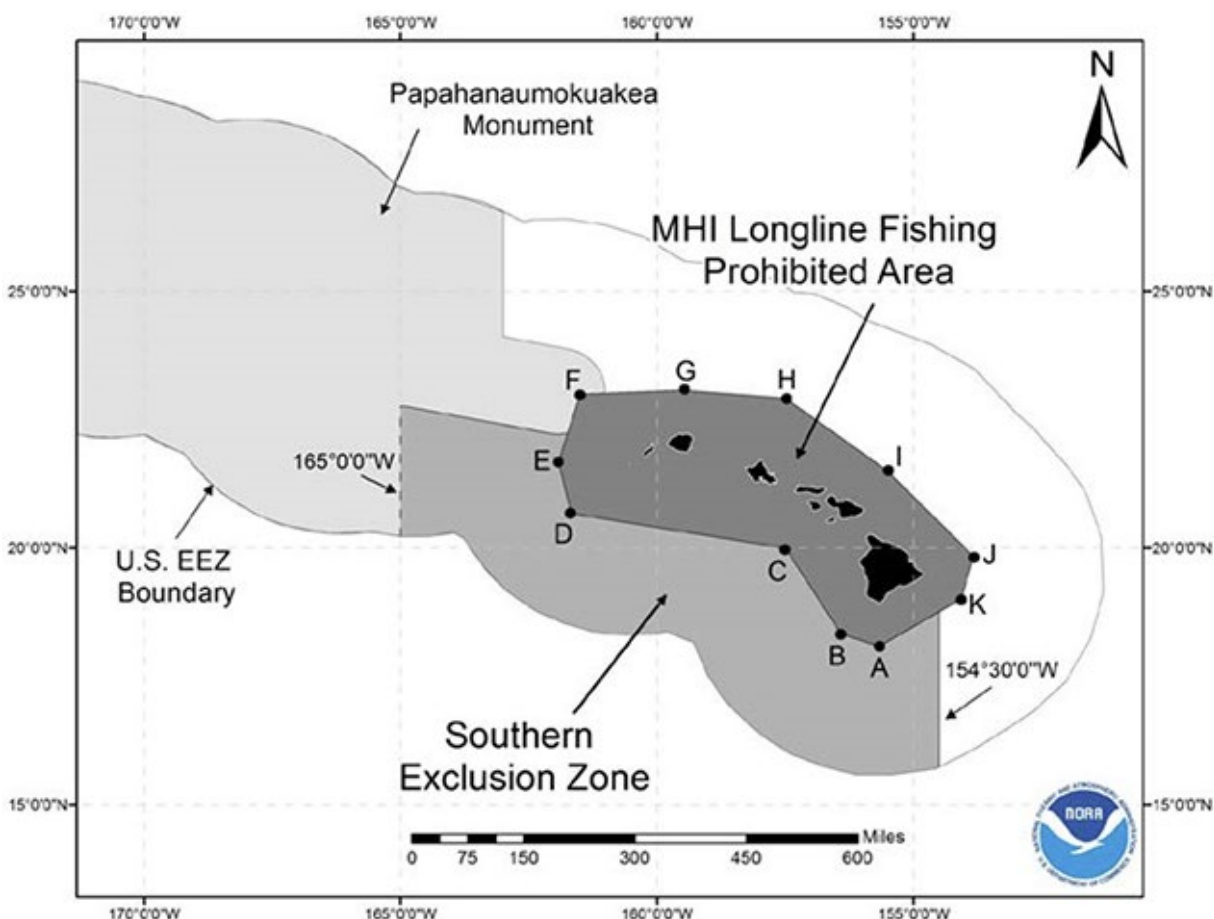 170°0'0"W
165°0'0"W
160°0'0"W
155°0'0"W
N
Papahanaumokuakea
Monument
MHI Longline Fishing
Prohibited Area
25°0'0"N
25°0'0"N
F
G
H
I
165°0'0"W
E
D
20°0'0"N
20°0'0"N
C
J
K
U.S. EEZ
Boundary
B
A
154°30'0"W
Southern
Exclusion Zone
15°0'0"N
15°0'0"N
Miles
0 75 150 300 450 600
NOAA
170°0'0"W
165°0'0"W
160°0'0"W
155°0'0"W